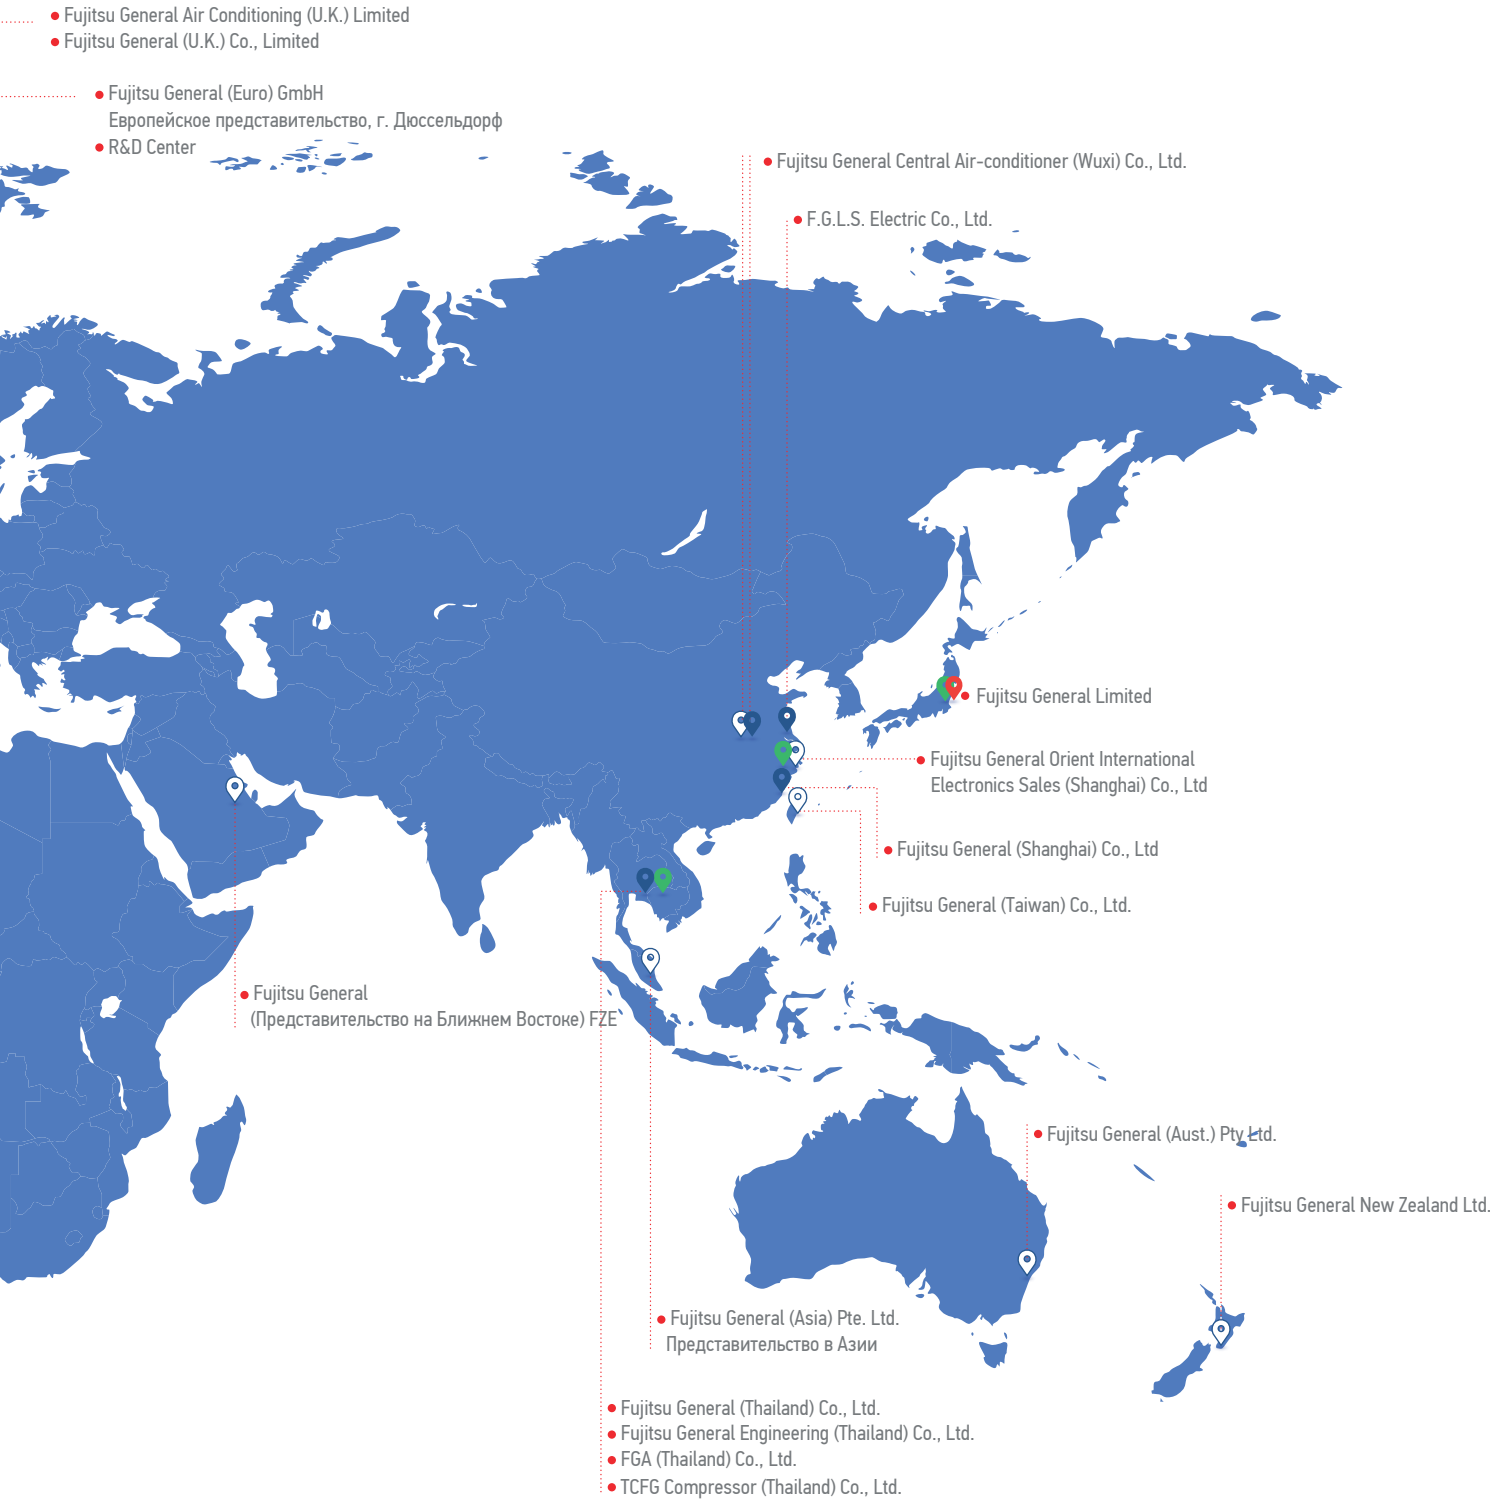 Fujitsu General Air Conditioning (U.K.) Limited
Fujitsu General (U.K.) Co., Limited
Fujitsu General (Euro) GmbH
Европейское представительство, г. Дюссельдорф
R&D Center
Fujitsu General Central Air-conditioner (Wuxi) Co., Ltd.
F.G.L.S. Electric Co., Ltd.
Fujitsu General Limited
Fujitsu General Orient International
Electronics Sales (Shanghai) Co., Ltd
Fujitsu General (Shanghai) Co., Ltd
Fujitsu General (Taiwan) Co., Ltd.
Fujitsu General
(Представительство на Ближнем Востоке) FZE
Fujitsu General (Aust.) Pty Ltd.
Fujitsu General New Zealand Ltd.
Fujitsu General (Asia) Pte. Ltd.
Представительство в Азии
Fujitsu General (Thailand) Co., Ltd.
Fujitsu General Engineering (Thailand) Co., Ltd.
FGA (Thailand) Co., Ltd.
TCFG Compressor (Thailand) Co., Ltd.